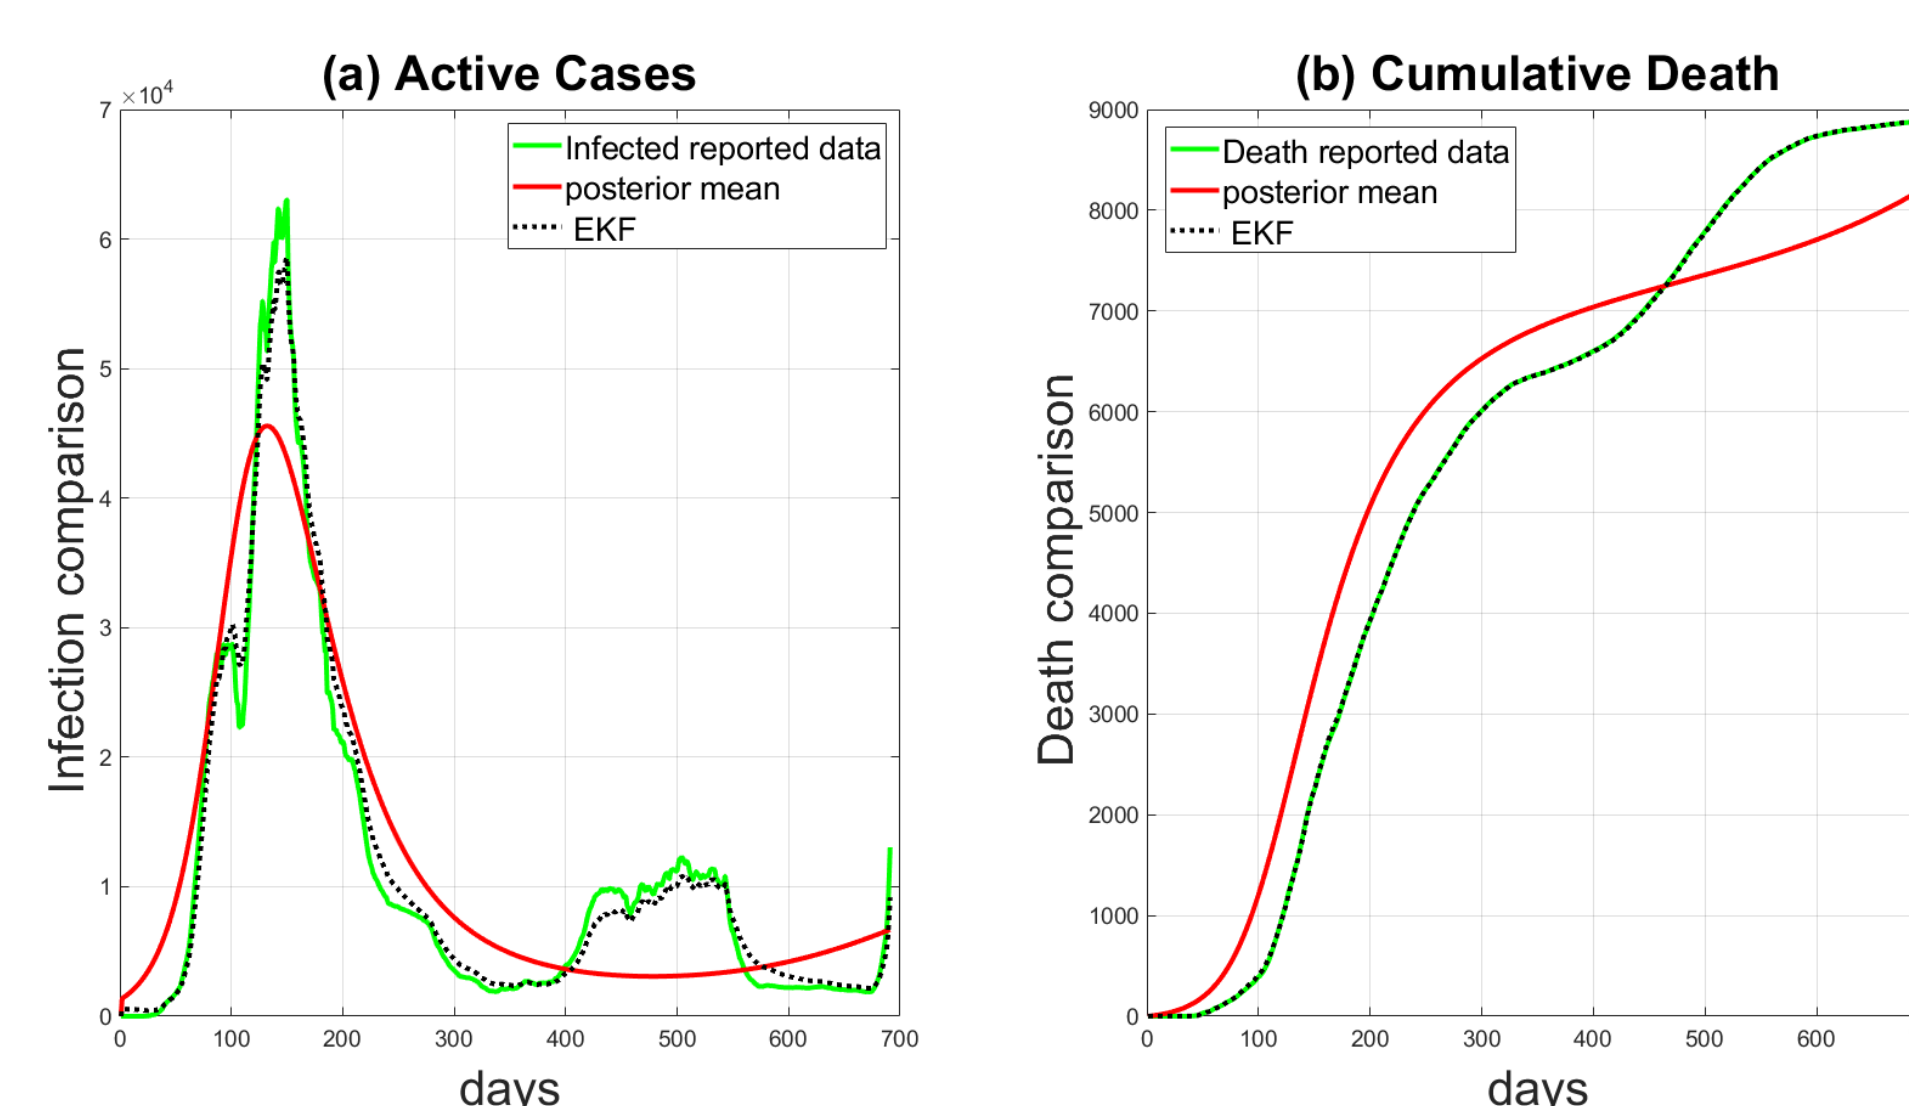 (a) Active Cases
×10⁴
7
6
5
4
3
2
1
0
0 100 200 300 400 500 600 700
Infection comparison
days
Infected reported data
posterior mean
EKF
(b) Cumulative Death
9000
8000
7000
6000
5000
4000
3000
2000
1000
0
0 100 200 300 400 500 600
Death comparison
days
Death reported data
posterior mean
EKF